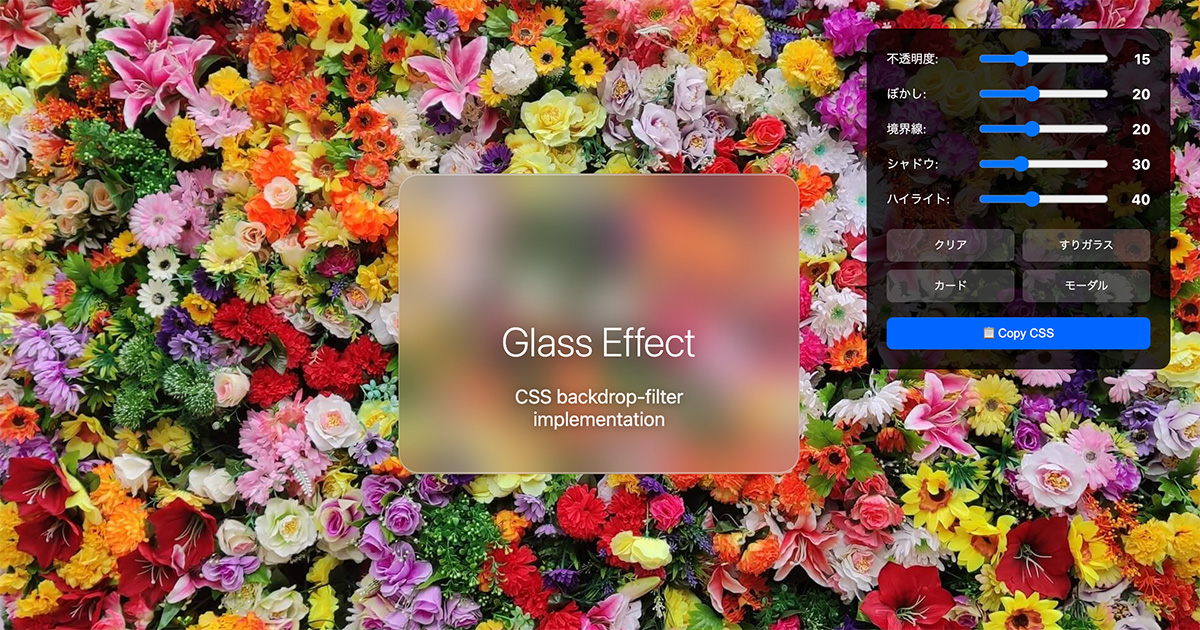 不透明度: 15
ぼかし: 20
境界線: 20
シャドウ: 30
ハイライト: 40
クリア すりガラス
カード モーダル
📋 Copy CSS
Glass Effect
CSS backdrop-filter
implementation